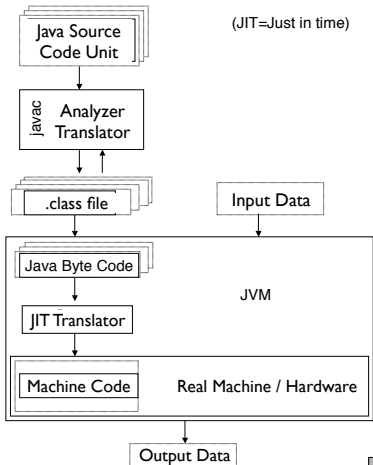 Java Source
Code Unit
(JIT=Just in time)
javac
Analyzer
Translator
.class file
Input Data
Java Byte Code
JVM
JIT Translator
Machine Code
Real Machine / Hardware
Output Data